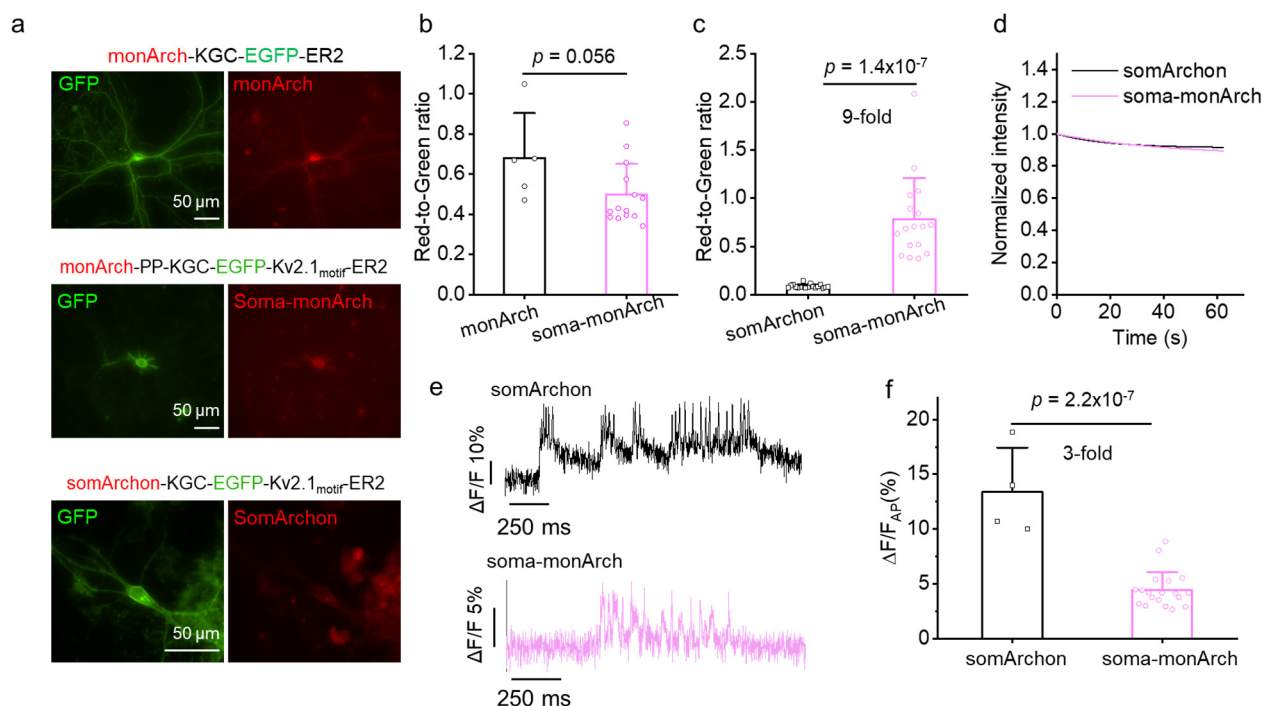 a
monArch-KGC-EGFP-ER2
GFP
monArch
50 µm
monArch-PP-KGC-EGFP-Kv2.1motif-ER2
GFP
Soma-monArch
50 µm
somArchon-KGC-EGFP-Kv2.1motif-ER2
GFP
SomArchon
50 µm
b
Red-to-Green ratio
1.2
1.0
0.8
0.6
0.4
0.2
0.0
p = 0.056
monArch
soma-monArch
c
Red-to-Green ratio
2.5
2.0
1.5
1.0
0.5
0.0
p = 1.4x10-7
9-fold
somArchon
soma-monArch
d
Normalized intensity
1.4
1.2
1.0
0.8
0.6
0.4
0.2
0.0
somArchon
soma-monArch
0 20 40 60
Time (s)
e
somArchon
ΔF/F 10%
250 ms
soma-monArch
ΔF/F 5%
250 ms
f
ΔF/FAP(%)
20
15
10
5
0
p = 2.2x10-7
3-fold
somArchon
soma-monArch